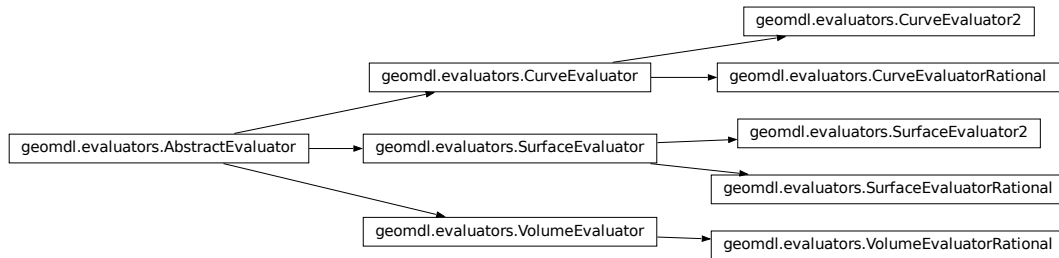 geomdl.evaluators.CurveEvaluator2
geomdl.evaluators.CurveEvaluator
geomdl.evaluators.CurveEvaluatorRational
geomdl.evaluators.AbstractEvaluator
geomdl.evaluators.SurfaceEvaluator
geomdl.evaluators.SurfaceEvaluator2
geomdl.evaluators.SurfaceEvaluatorRational
geomdl.evaluators.VolumeEvaluator
geomdl.evaluators.VolumeEvaluatorRational